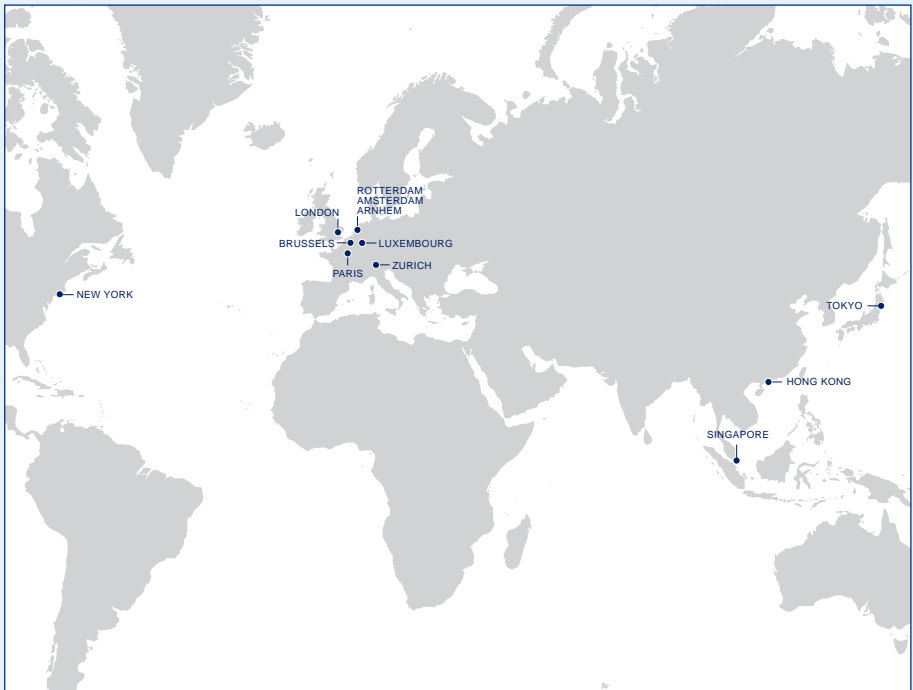 ROTTERDAM
AMSTERDAM
ARNHEM
LONDON
BRUSSELS
LUXEMBOURG
PARIS
ZURICH
NEW YORK
TOKYO
HONG KONG
SINGAPORE